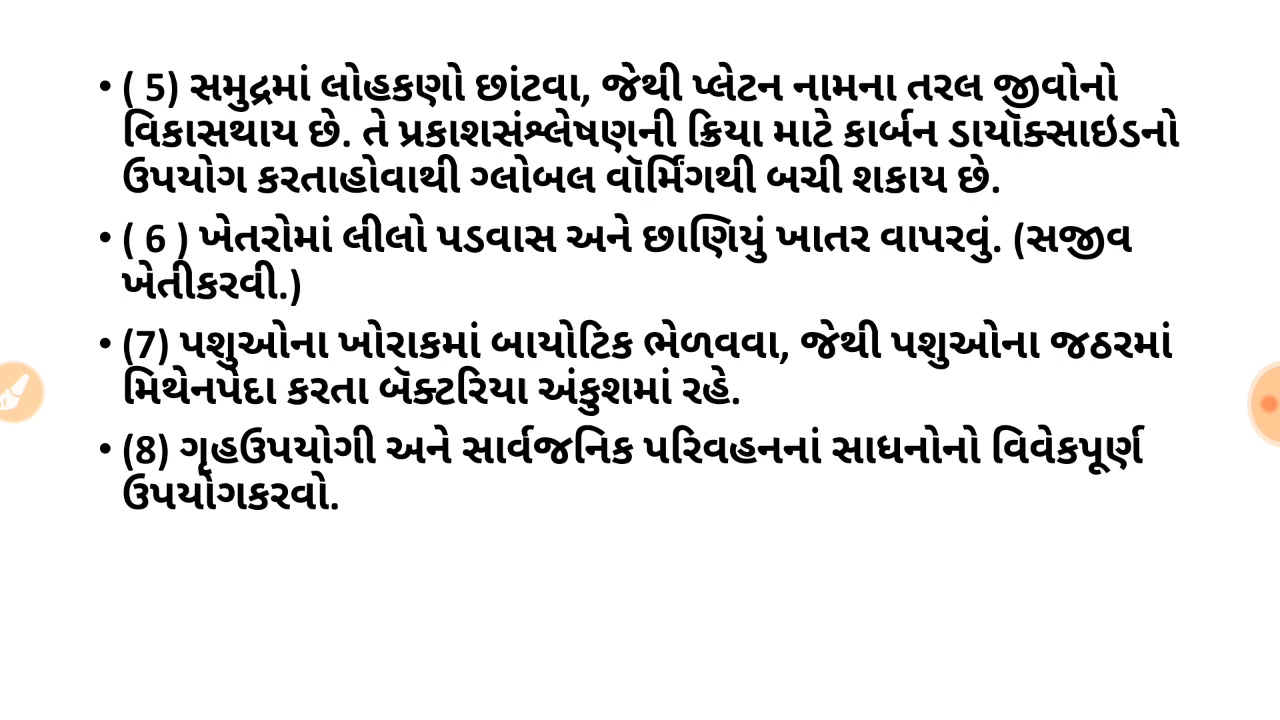 • ( 5) સમુદ્રમાં લોહકણો છાંટવા, જેથી પ્લેટન નામના તરલ જીવોનો
વિકાસથાય છે. તે પ્રકાશસંશ્લેષણની ક્રિયા માટે કાર્બન ડાયૉક્સાઇડનો
ઉપયોગ કરતાહોવાથી ગ્લોબલ વૉર્મિંગથી બચી શકાય છે.
• ( 6 ) ખેતરોમાં લીલો પડવાસ અને છાણિયું ખાતર વાપરવું. (સજીવ
ખેતીકરવી.)
• (7) પશુઓના ખોરાકમાં બાયોટિક ભેળવવા, જેથી પશુઓના જઠરમાં
મિથેનપેદા કરતા બૅક્ટરિયા અંકુશમાં રહે.
• (8) ગૃહઉપયોગી અને સાર્વજનિક પરિવહનનાં સાધનોનો વિવેકપૂર્ણ
ઉપયોગકરવો.